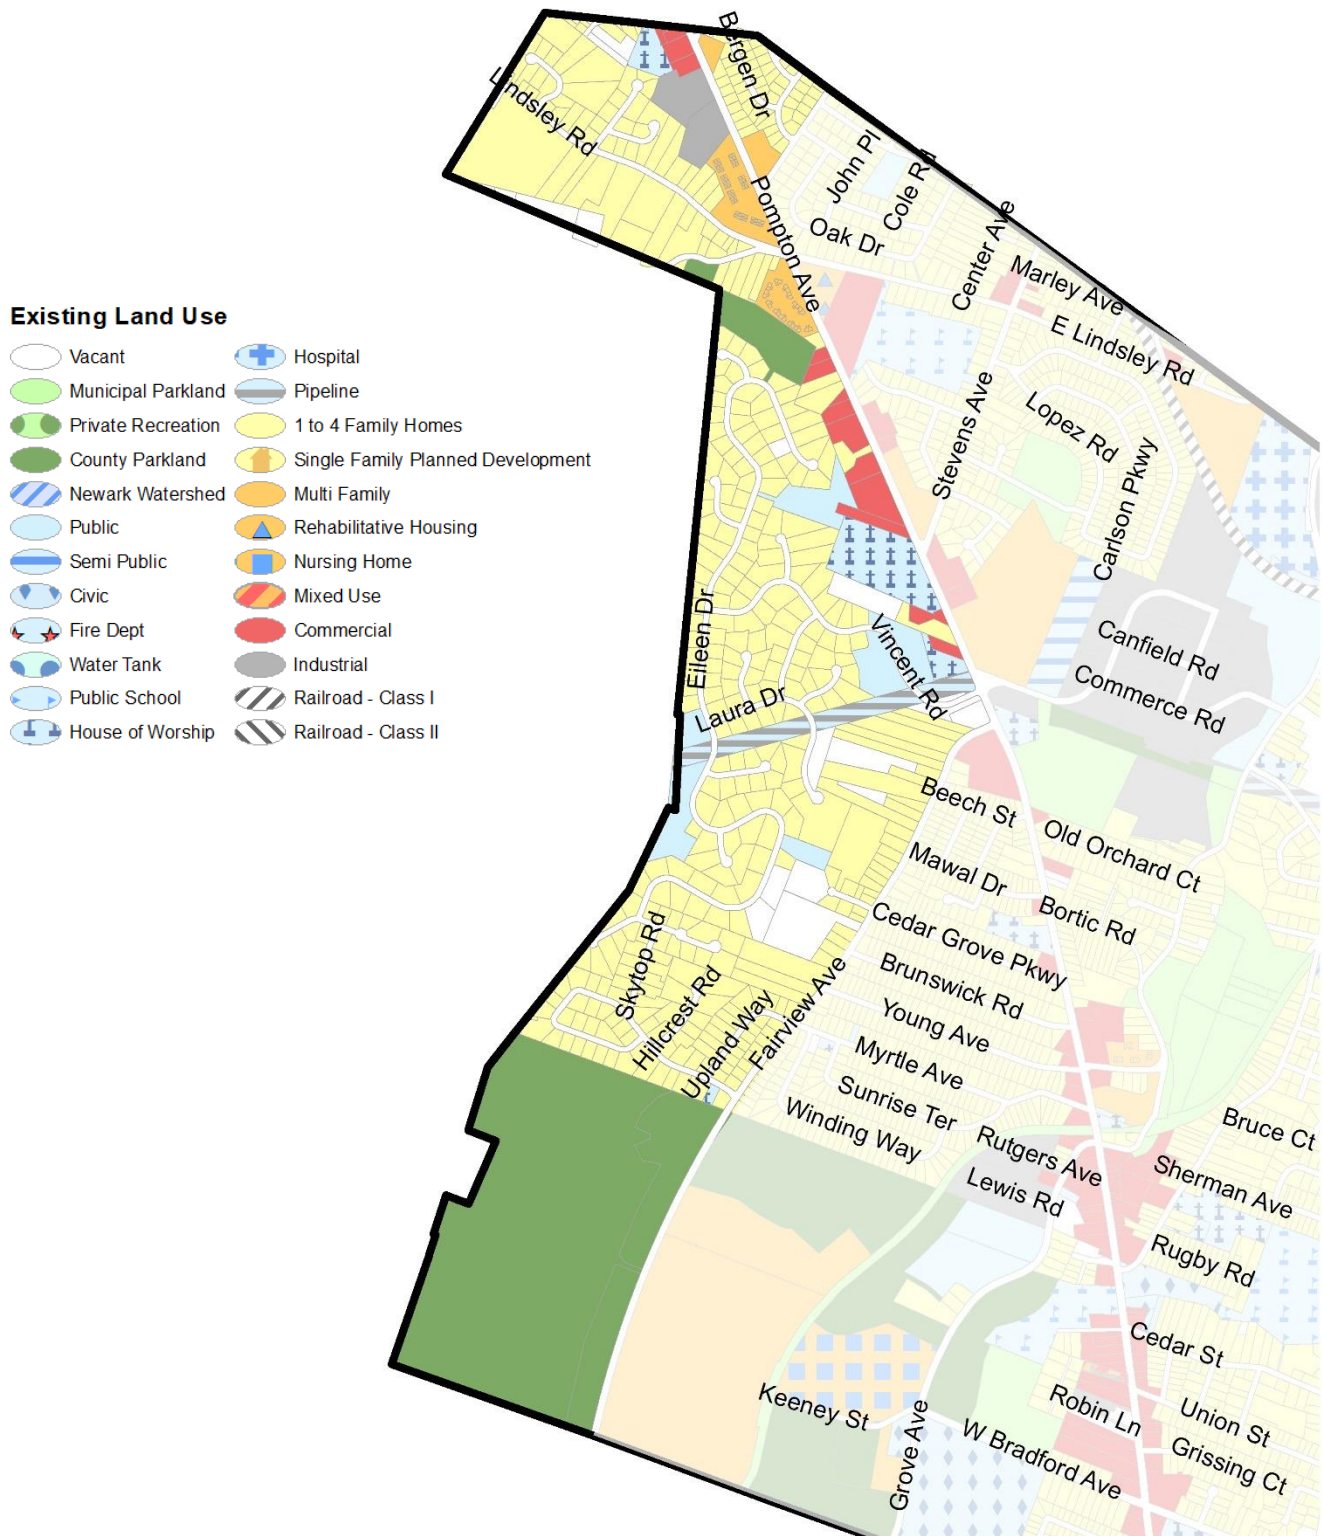 Bergen Dr
Lindsley Rd
John Pl
Cole Rd
Pompton Ave
Oak Dr
Center Ave
Marley Ave
E Lindsley Rd
Existing Land Use
Vacant
Hospital
Municipal Parkland
Pipeline
Private Recreation
1 to 4 Family Homes
County Parkland
Single Family Planned Development
Newark Watershed
Multi Family
Public
Rehabilitative Housing
Semi Public
Nursing Home
Civic
Mixed Use
Fire Dept
Commercial
Water Tank
Industrial
Public School
Railroad - Class I
House of Worship
Railroad - Class II
Stevens Ave
Lopez Rd
Carlson Pkwy
Eileen Dr
Vincent Rd
Canfield Rd
Commerce Rd
Laura Dr
Beech St
Old Orchard Ct
Mawal Dr
Bortic Rd
Cedar Grove Pkwy
Skytop Rd
Hillcrest Rd
Upland Way
Fairview Ave
Brunswick Rd
Young Ave
Myrtle Ave
Sunrise Ter
Winding Way
Rutgers Ave
Lewis Rd
Bruce Ct
Sherman Ave
Rugby Rd
Cedar St
Keeney St
Grove Ave
Robin Ln
Union St
W Bradford Ave
Grissing Ct